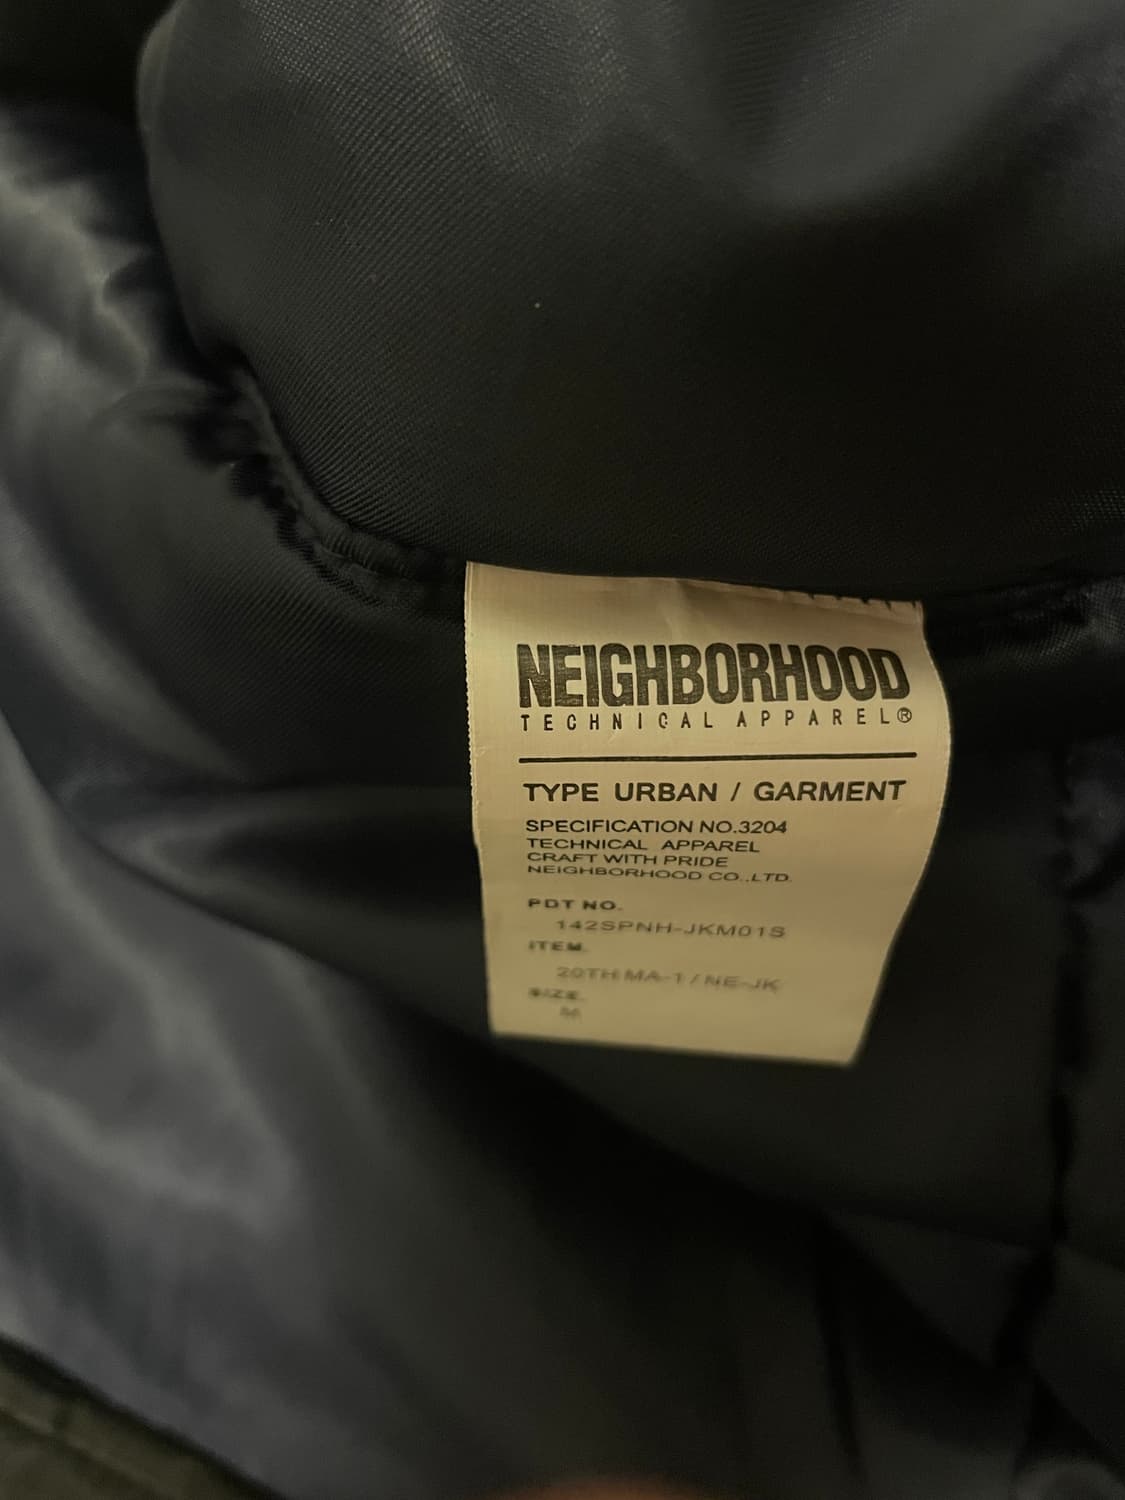 NEIGHBORHOOD
TECHNICAL APPAREL®
TYPE URBAN / GARMENT
SPECIFICATION NO.3204
TECHNICAL APPAREL
CRAFT WITH PRIDE
NEIGHBORHOOD CO.,LTD.
PDT NO.
142SPNH-JKM01S
ITEM.
20TH MA-1 / NE-JK
SIZE.
M